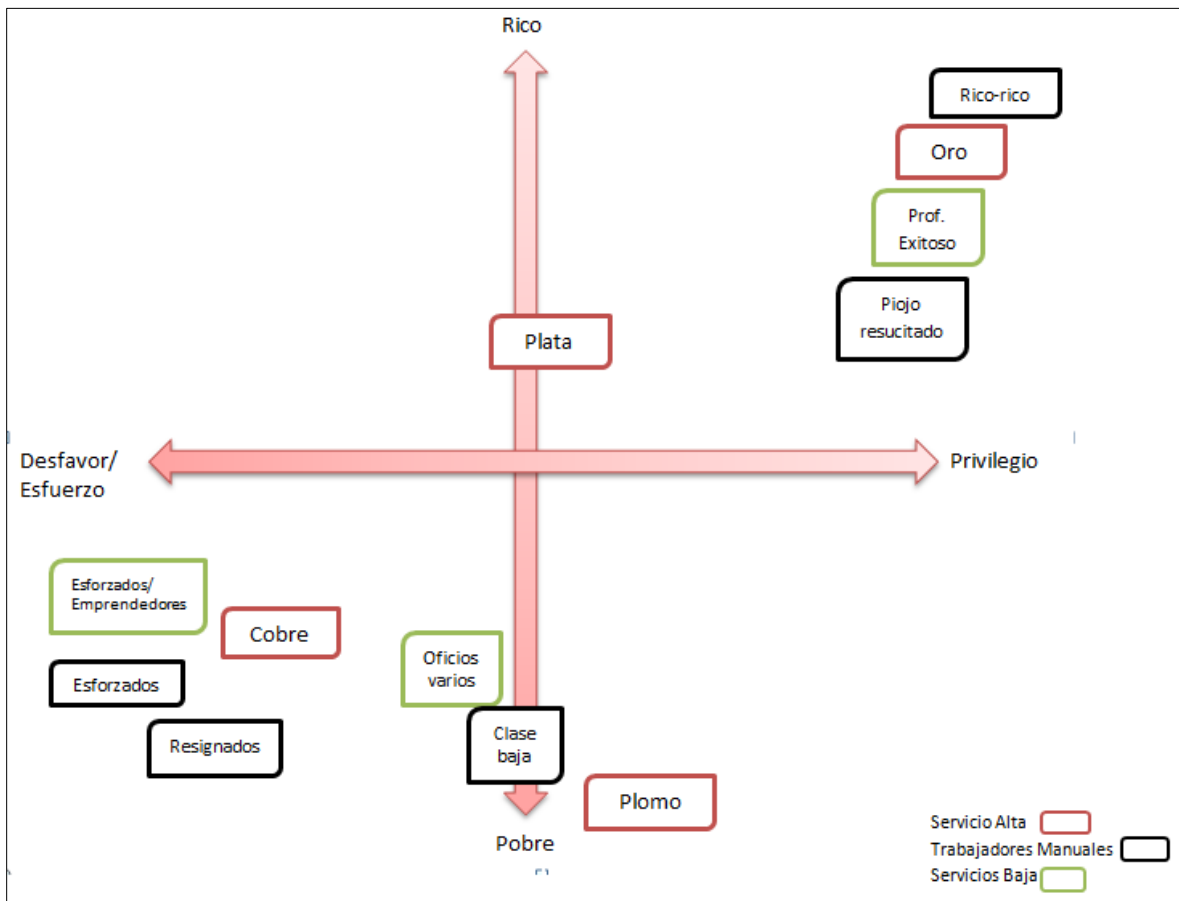 Rico
Rico-rico
Oro
Prof.
Exitoso
Piojo
resucitado
Plata
Desfavor/
Esfuerzo
Privilegio
Esforzados/
Emprendedores
Cobre
Oficios
varios
Esforzados
Resignados
Clase
baja
Plomo
Pobre
Servicio Alta
Trabajadores Manuales
Servicios Baja